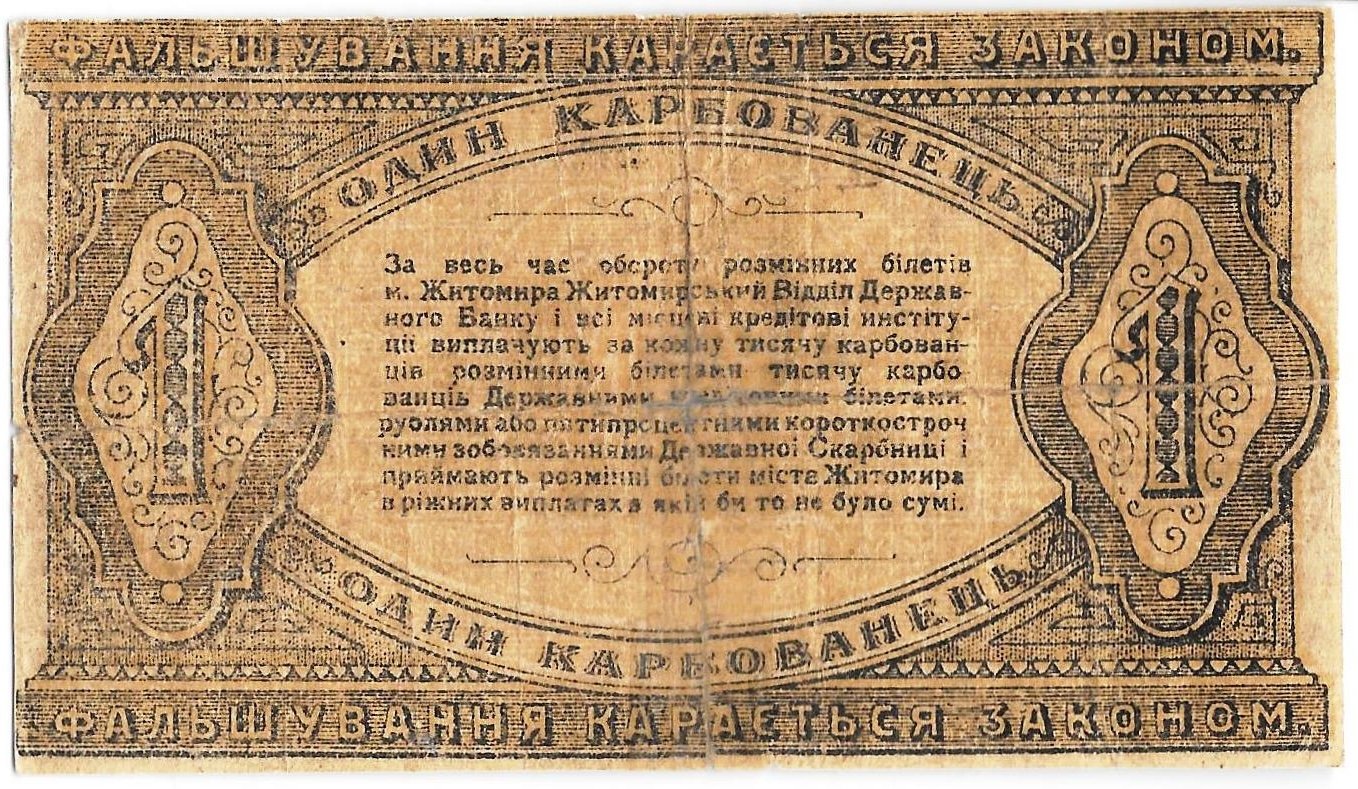 ФАЛЬШУВАННЯ КАРАЄТЬСЯ ЗАКОНОМ.
ОДИН КАРБОВАНЕЦЬ
1
1
За весь час обороту розмінних білетів
м. Житомира Житомирський Відділ Держав-
ного Банку і всі місцеві кредітові институ-
ції виплачують за кожну тисячу карбован-
ців розмінними білетами тисячу карбо
ванців Державними кредитовими білетами,
рублями або пятипроцентними короткостроч
ними зобовязаннями Державної Скарбниці і
приймають розмінні білети міста Житомира
в ріжних виплатах в якій би то не було сумі.
ОДИН КАРБОВАНЕЦЬ
ФАЛЬШУВАННЯ КАРАЄТЬСЯ ЗАКОНОМ.